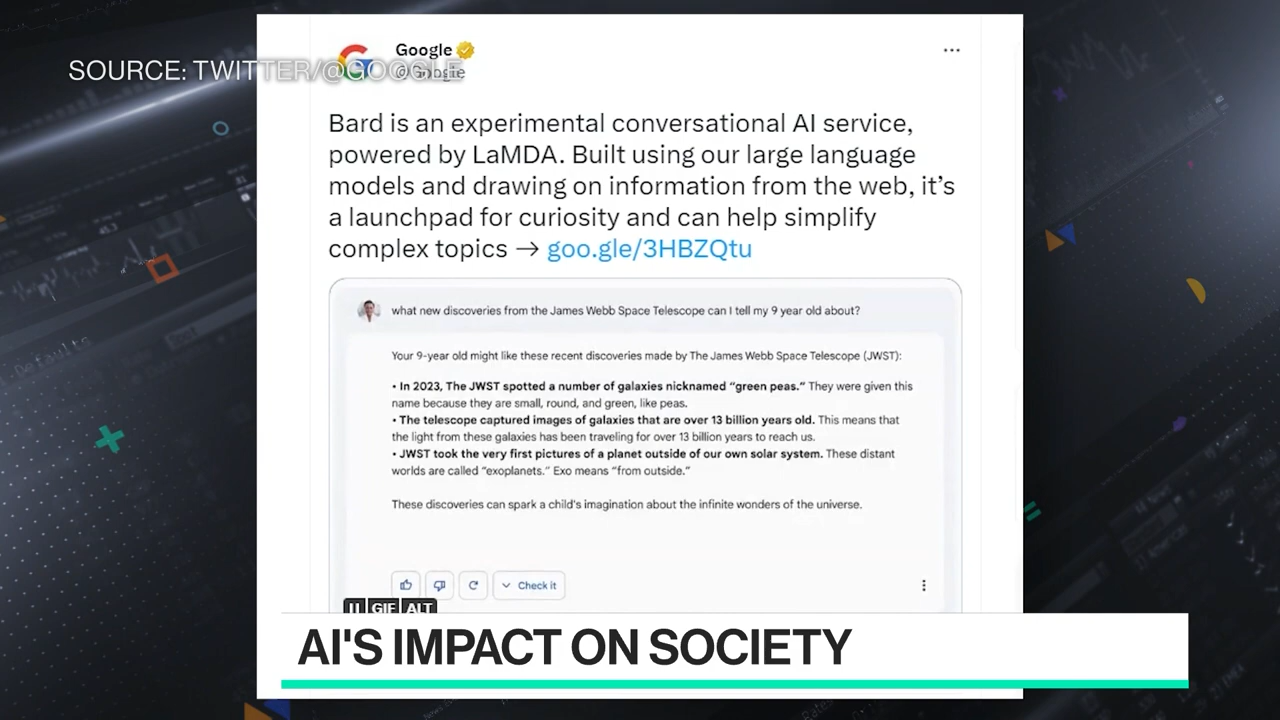 SOURCE: TWITTER/@GOOGLE
Google
@Google
Bard is an experimental conversational AI service,
powered by LaMDA. Built using our large language
models and drawing on information from the web, it’s
a launchpad for curiosity and can help simplify
complex topics → goo.gle/3HBZQtu
what new discoveries from the James Webb Space Telescope can I tell my 9 year old about?
Your 9-year old might like these recent discoveries made by The James Webb Space Telescope (JWST):
• In 2023, The JWST spotted a number of galaxies nicknamed “green peas.” They were given this
name because they are small, round, and green, like peas.
• The telescope captured images of galaxies that are over 13 billion years old. This means that
the light from these galaxies has been traveling for over 13 billion years to reach us.
• JWST took the very first pictures of a planet outside of our own solar system. These distant
worlds are called “exoplanets.” Exo means “from outside.”
These discoveries can spark a child's imagination about the infinite wonders of the universe.
Check it
GIF ALT
AI'S IMPACT ON SOCIETY